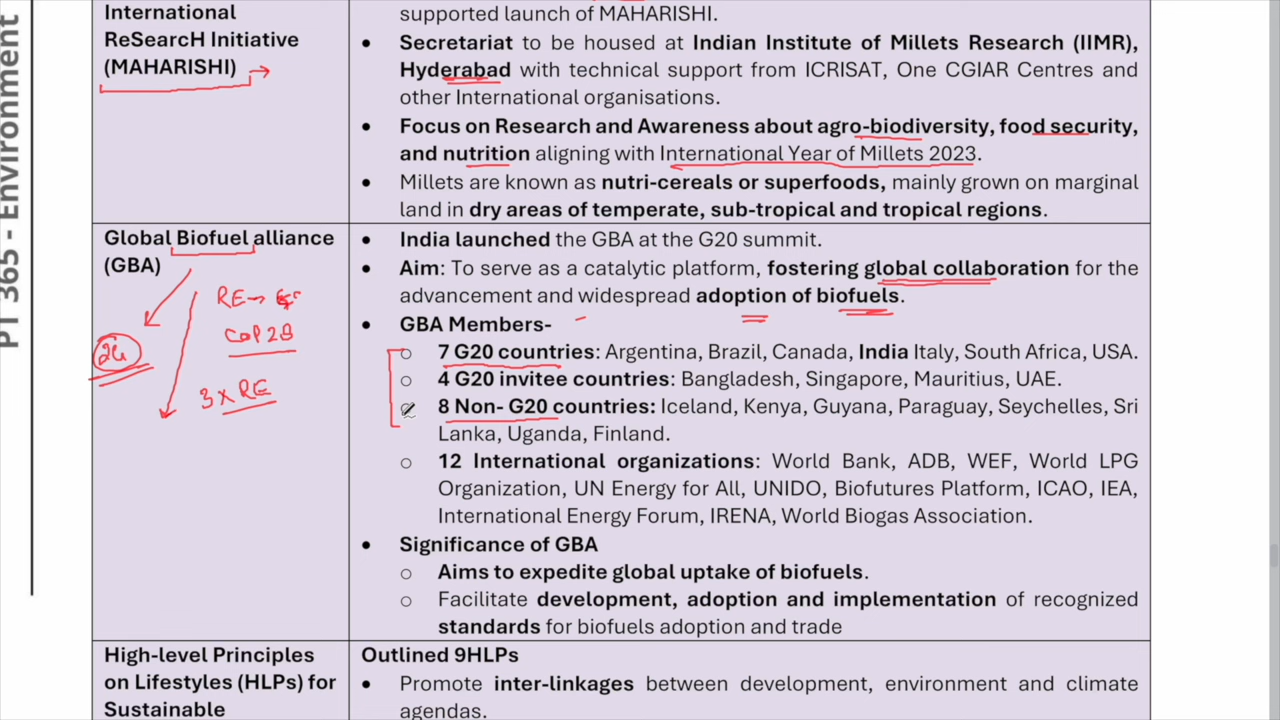 PT 365 - Environment
International
ReSearcH Initiative
(MAHARISHI)
supported launch of MAHARISHI.
• Secretariat to be housed at Indian Institute of Millets Research (IIMR),
Hyderabad with technical support from ICRISAT, One CGIAR Centres and
other International organisations.
• Focus on Research and Awareness about agro-biodiversity, food security,
and nutrition aligning with International Year of Millets 2023.
• Millets are known as nutri-cereals or superfoods, mainly grown on marginal
land in dry areas of temperate, sub-tropical and tropical regions.
Global Biofuel alliance
(GBA)
RE→
COP 28
2G
3 x RE
• India launched the GBA at the G20 summit.
• Aim: To serve as a catalytic platform, fostering global collaboration for the
advancement and widespread adoption of biofuels.
• GBA Members-
○ 7 G20 countries: Argentina, Brazil, Canada, India Italy, South Africa, USA.
○ 4 G20 invitee countries: Bangladesh, Singapore, Mauritius, UAE.
○ 8 Non- G20 countries: Iceland, Kenya, Guyana, Paraguay, Seychelles, Sri
Lanka, Uganda, Finland.
○ 12 International organizations: World Bank, ADB, WEF, World LPG
Organization, UN Energy for All, UNIDO, Biofutures Platform, ICAO, IEA,
International Energy Forum, IRENA, World Biogas Association.
• Significance of GBA
○ Aims to expedite global uptake of biofuels.
○ Facilitate development, adoption and implementation of recognized
standards for biofuels adoption and trade
High-level Principles
on Lifestyles (HLPs) for
Sustainable
Outlined 9HLPs
• Promote inter-linkages between development, environment and climate
agendas.